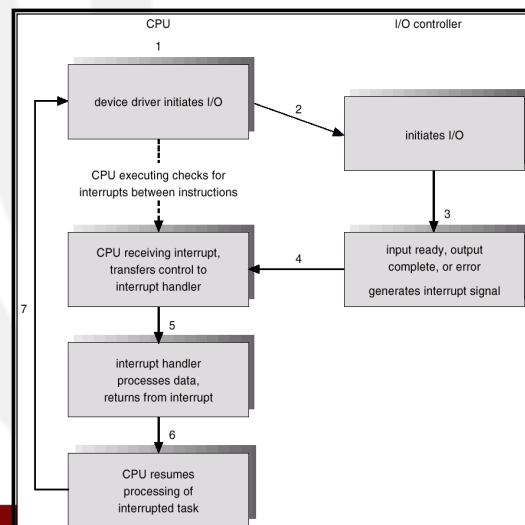 CPU
I/O controller
1
device driver initiates I/O
2
initiates I/O
CPU executing checks for
interrupts between instructions
3
CPU receiving interrupt,
transfers control to
interrupt handler
4
input ready, output
complete, or error
generates interrupt signal
7
5
interrupt handler
processes data,
returns from interrupt
6
CPU resumes
processing of
interrupted task